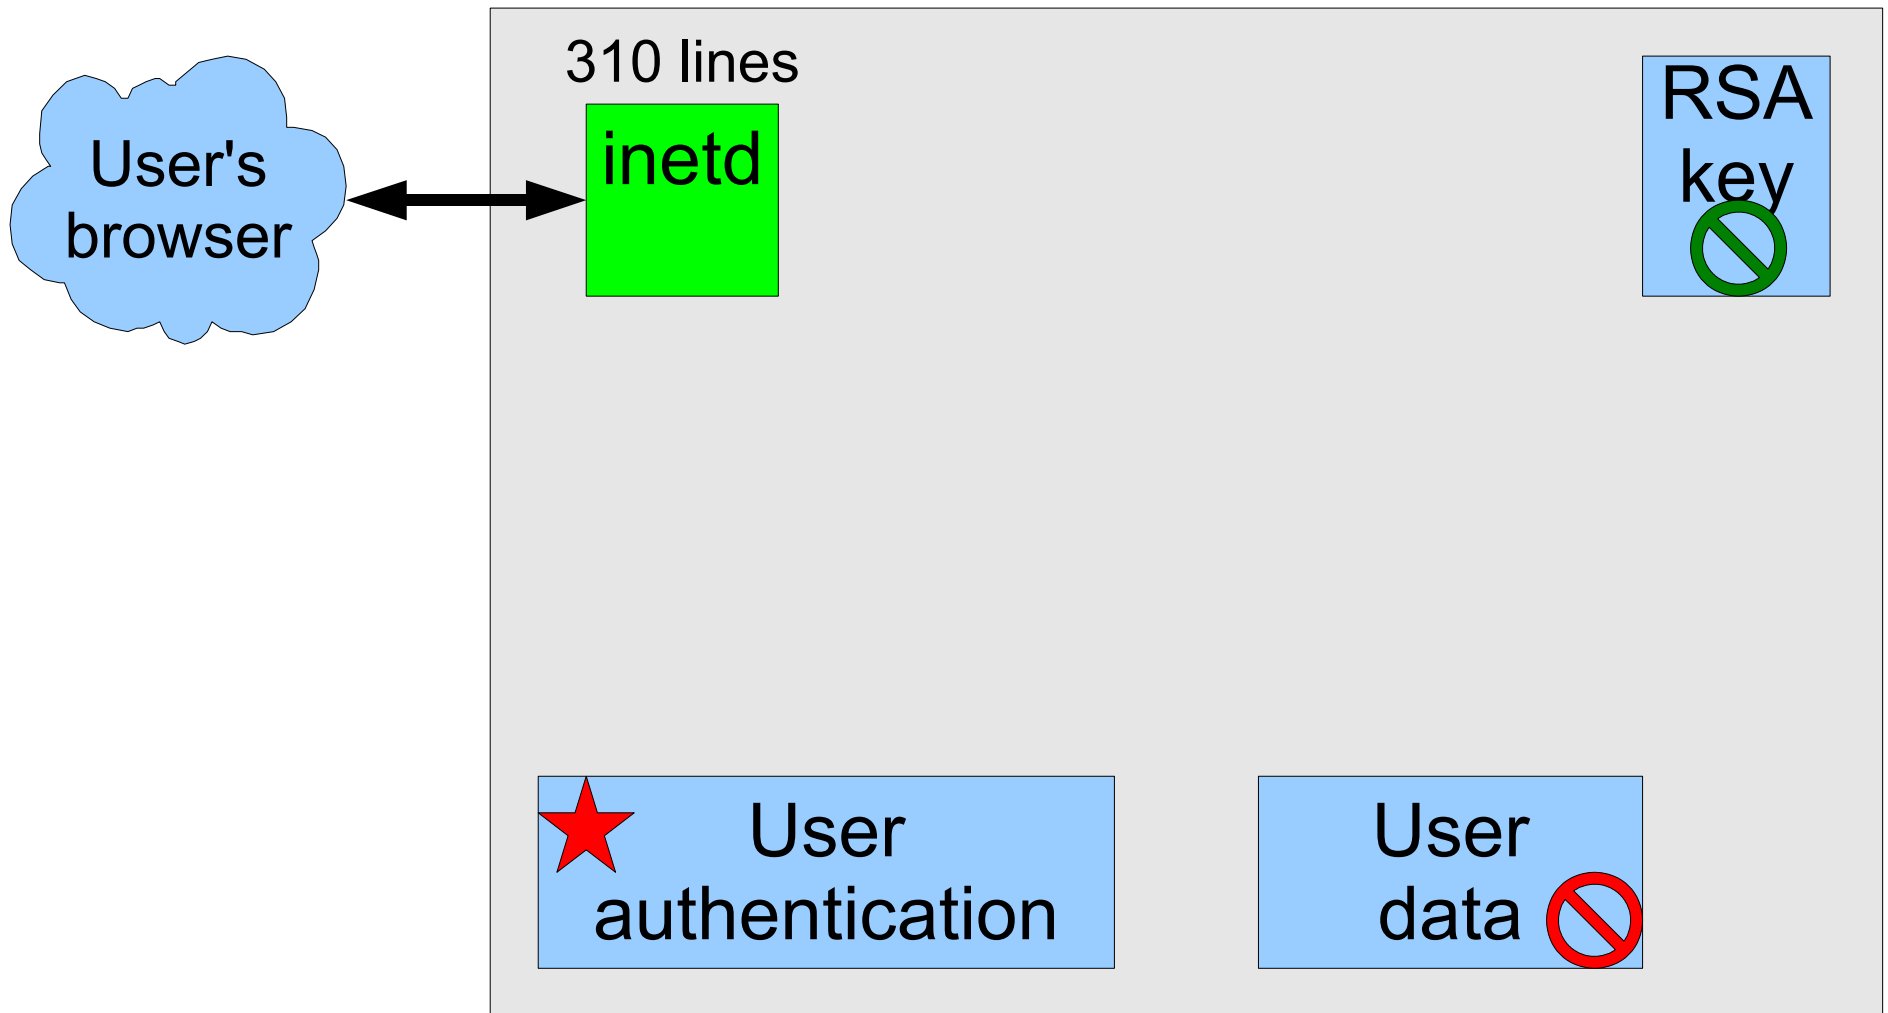 310 lines
User's
browser
inetd
RSA
key
User
authentication
User
data